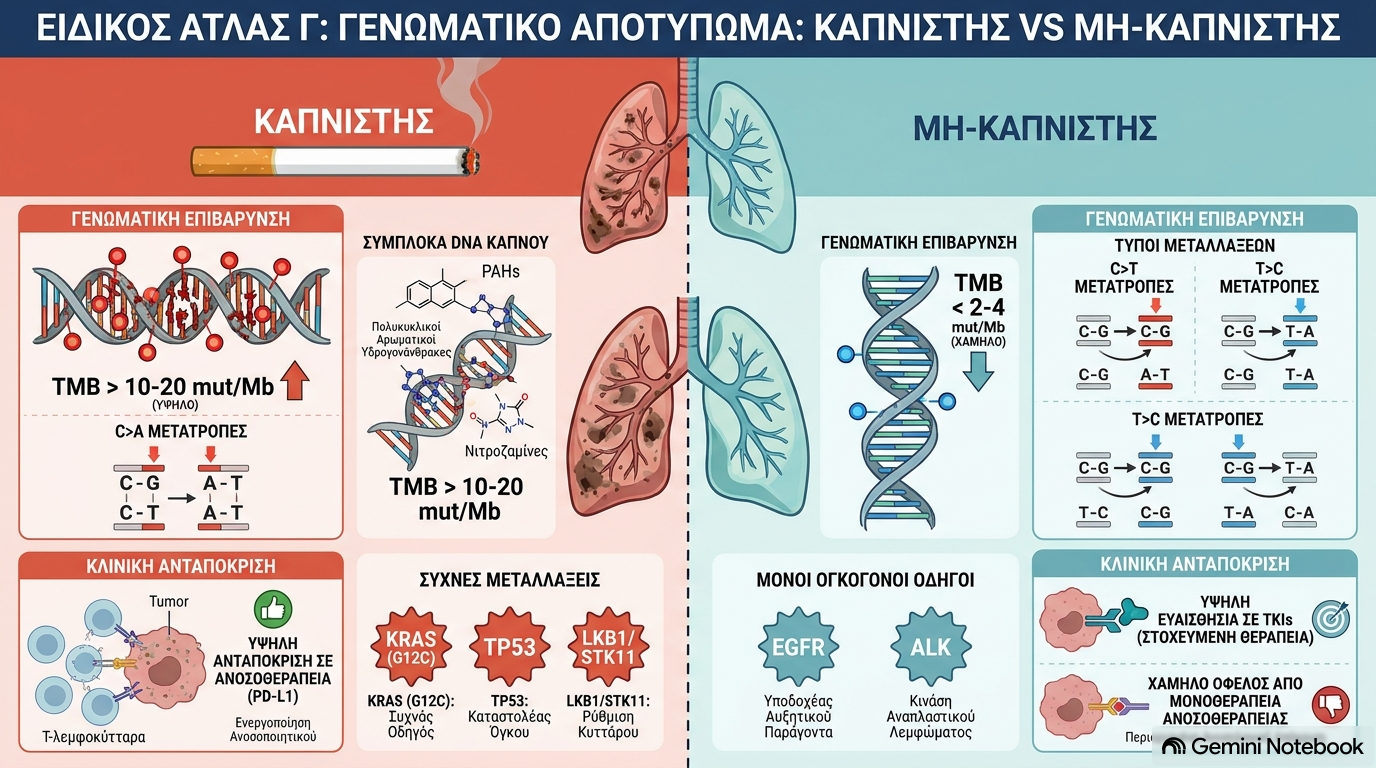 ΕΙΔΙΚΟΣ ΑΤΛΑΣ Γ: ΓΕΝΩΜΑΤΙΚΟ ΑΠΟΤΥΠΩΜΑ: ΚΑΠΝΙΣΤΗΣ VS ΜΗ-ΚΑΠΝΙΣΤΗΣ
ΚΑΠΝΙΣΤΗΣ
ΓΕΝΩΜΑΤΙΚΗ ΕΠΙΒΑΡΥΝΣΗ
TMB > 10-20 mut/Mb
(ΥΨΗΛΟ)
C>A ΜΕΤΑΤΡΟΠΕΣ
C-G
A-T
C-T
A-T
ΣΥΜΠΛΟΚΑ DNA ΚΑΠΝΟΥ
PAHs
Πολυκυκλικοί
Αρωματικοί
Υδρογονάνθρακες
Νιτροζαμίνες
TMB > 10-20
mut/Mb
ΚΛΙΝΙΚΗ ΑΝΤΑΠΟΚΡΙΣΗ
Tumor
Τ-λεμφοκύτταρα
ΥΨΗΛΗ
ΑΝΤΑΠΟΚΡΙΣΗ ΣΕ
ΑΝΟΣΟΘΕΡΑΠΕΙΑ
(PD-L1)
Ενεργοποίηση
Ανοσοποιητικού
ΣΥΧΝΕΣ ΜΕΤΑΛΛΑΞΕΙΣ
KRAS
(G12C)
TP53
LKB1/
STK11
KRAS (G12C):
Συχνός
Οδηγός
TP53:
Καταστολέας
Όγκου
LKB1/STK11:
Ρύθμιση
Κυττάρου
ΜΗ-ΚΑΠΝΙΣΤΗΣ
ΓΕΝΩΜΑΤΙΚΗ ΕΠΙΒΑΡΥΝΣΗ
TMB
< 2-4
mut/Mb
(ΧΑΜΗΛΟ)
ΓΕΝΩΜΑΤΙΚΗ ΕΠΙΒΑΡΥΝΣΗ
ΤΥΠΟΙ ΜΕΤΑΛΛΑΞΕΩΝ
C>T
ΜΕΤΑΤΡΟΠΕΣ
C-G
C-G
C-G
A-T
T>C
ΜΕΤΑΤΡΟΠΕΣ
C-G
T-A
C-G
T-A
T>C ΜΕΤΑΤΡΟΠΕΣ
C-G
C-G
C-G
T-A
T-C
C-G
T-A
C-A
ΜΟΝΟΙ ΟΓΚΟΓΟΝΟΙ ΟΔΗΓΟΙ
EGFR
ALK
Υποδοχέας
Αυξητικού
Παράγοντα
Κινάση
Αναπλαστικού
Λεμφώματος
ΚΛΙΝΙΚΗ ΑΝΤΑΠΟΚΡΙΣΗ
ΥΨΗΛΗ
ΕΥΑΙΣΘΗΣΙΑ ΣΕ TKIs
(ΣΤΟΧΕΥΜΕΝΗ ΘΕΡΑΠΕΙΑ)
ΧΑΜΗΛΟ ΟΦΕΛΟΣ ΑΠΟ
ΜΟΝΟΘΕΡΑΠΕΙΑ
ΑΝΟΣΟΘΕΡΑΠΕΙΑΣ
Gemini Notebook